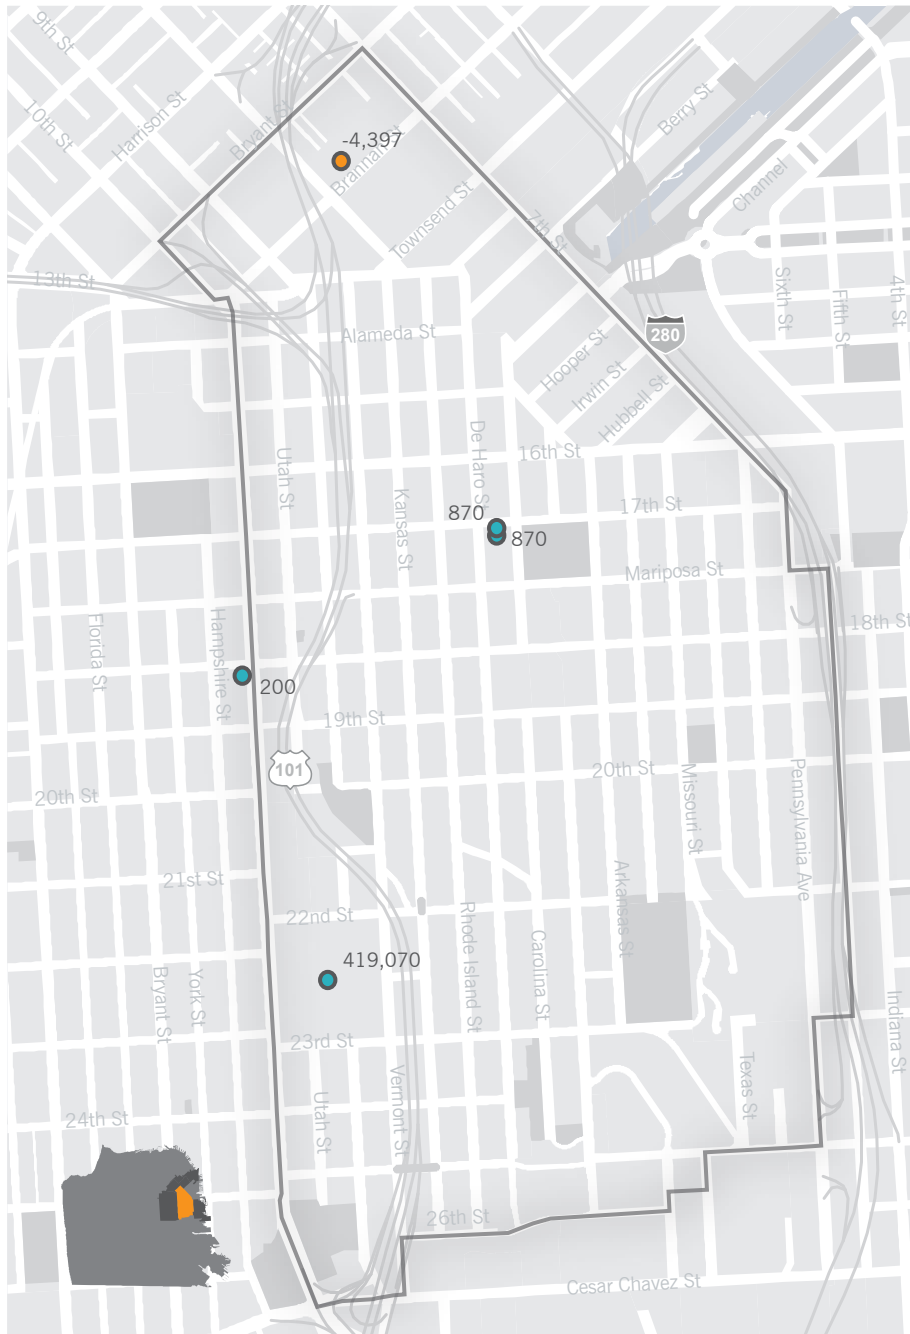 9th St
10th St
Harrison St
Bryant St
-4,397
Brannan St
Townsend St
Berry St
Channel
7th St
13th St
Sixth St
Fifth St
4th St
280
Alameda St
Hooper St
Irwin St
Hubbell St
De Haro St
16th St
Utah St
Kansas St
17th St
870
870
Mariposa St
Florida St
Hampshire St
18th St
200
19th St
101
20th St
20th St
Missouri St
Pennsylvania Ave
21st St
22nd St
Arkansas St
Rhode Island St
Carolina St
419,070
Bryant St
York St
Indiana St
23rd St
Utah St
Vermont St
Texas St
24th St
26th St
Cesar Chavez St